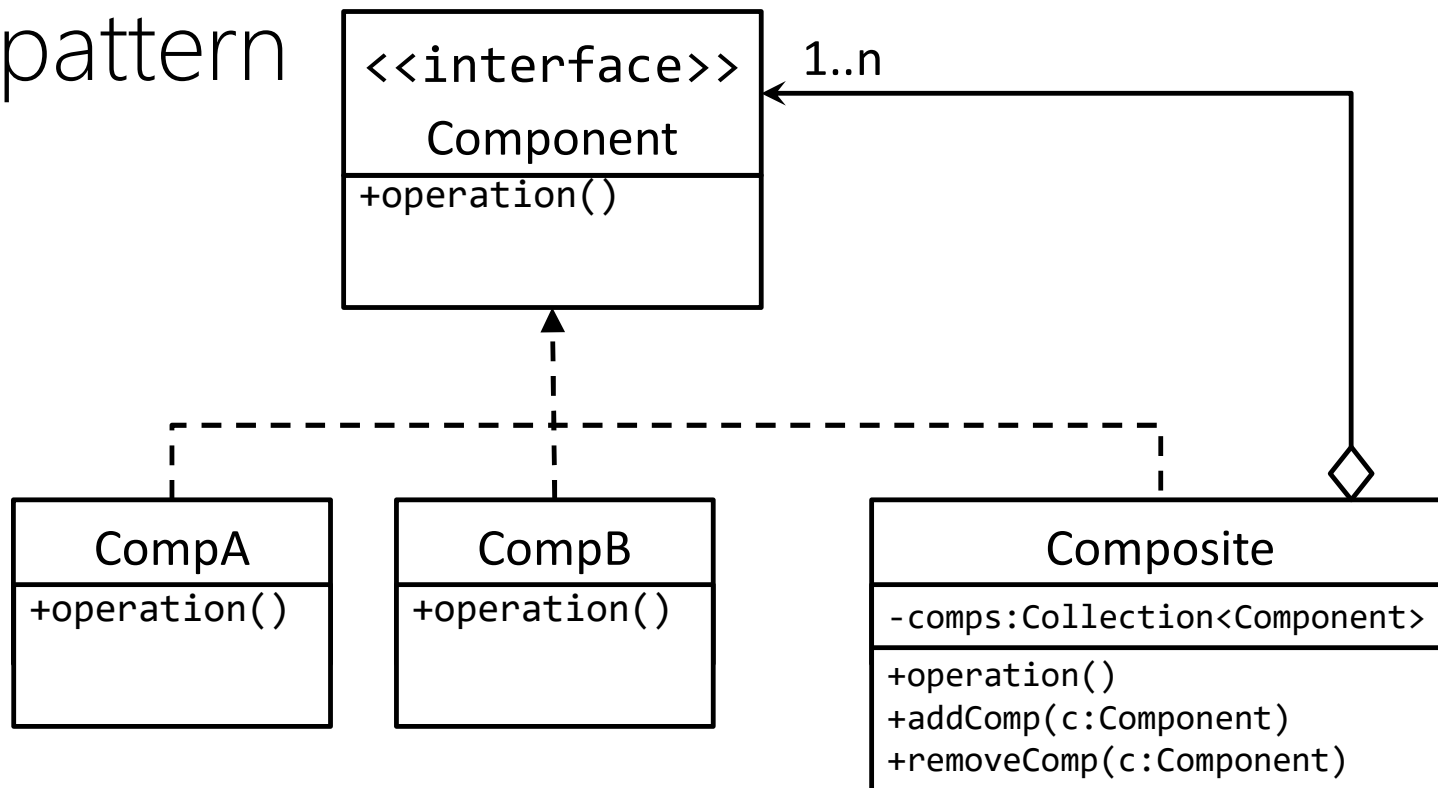 pattern
<<interface>>
Component
+operation()
1..n
CompA
+operation()
CompB
+operation()
Composite
-comps:Collection<Component>
+operation()
+addComp(c:Component)
+removeComp(c:Component)